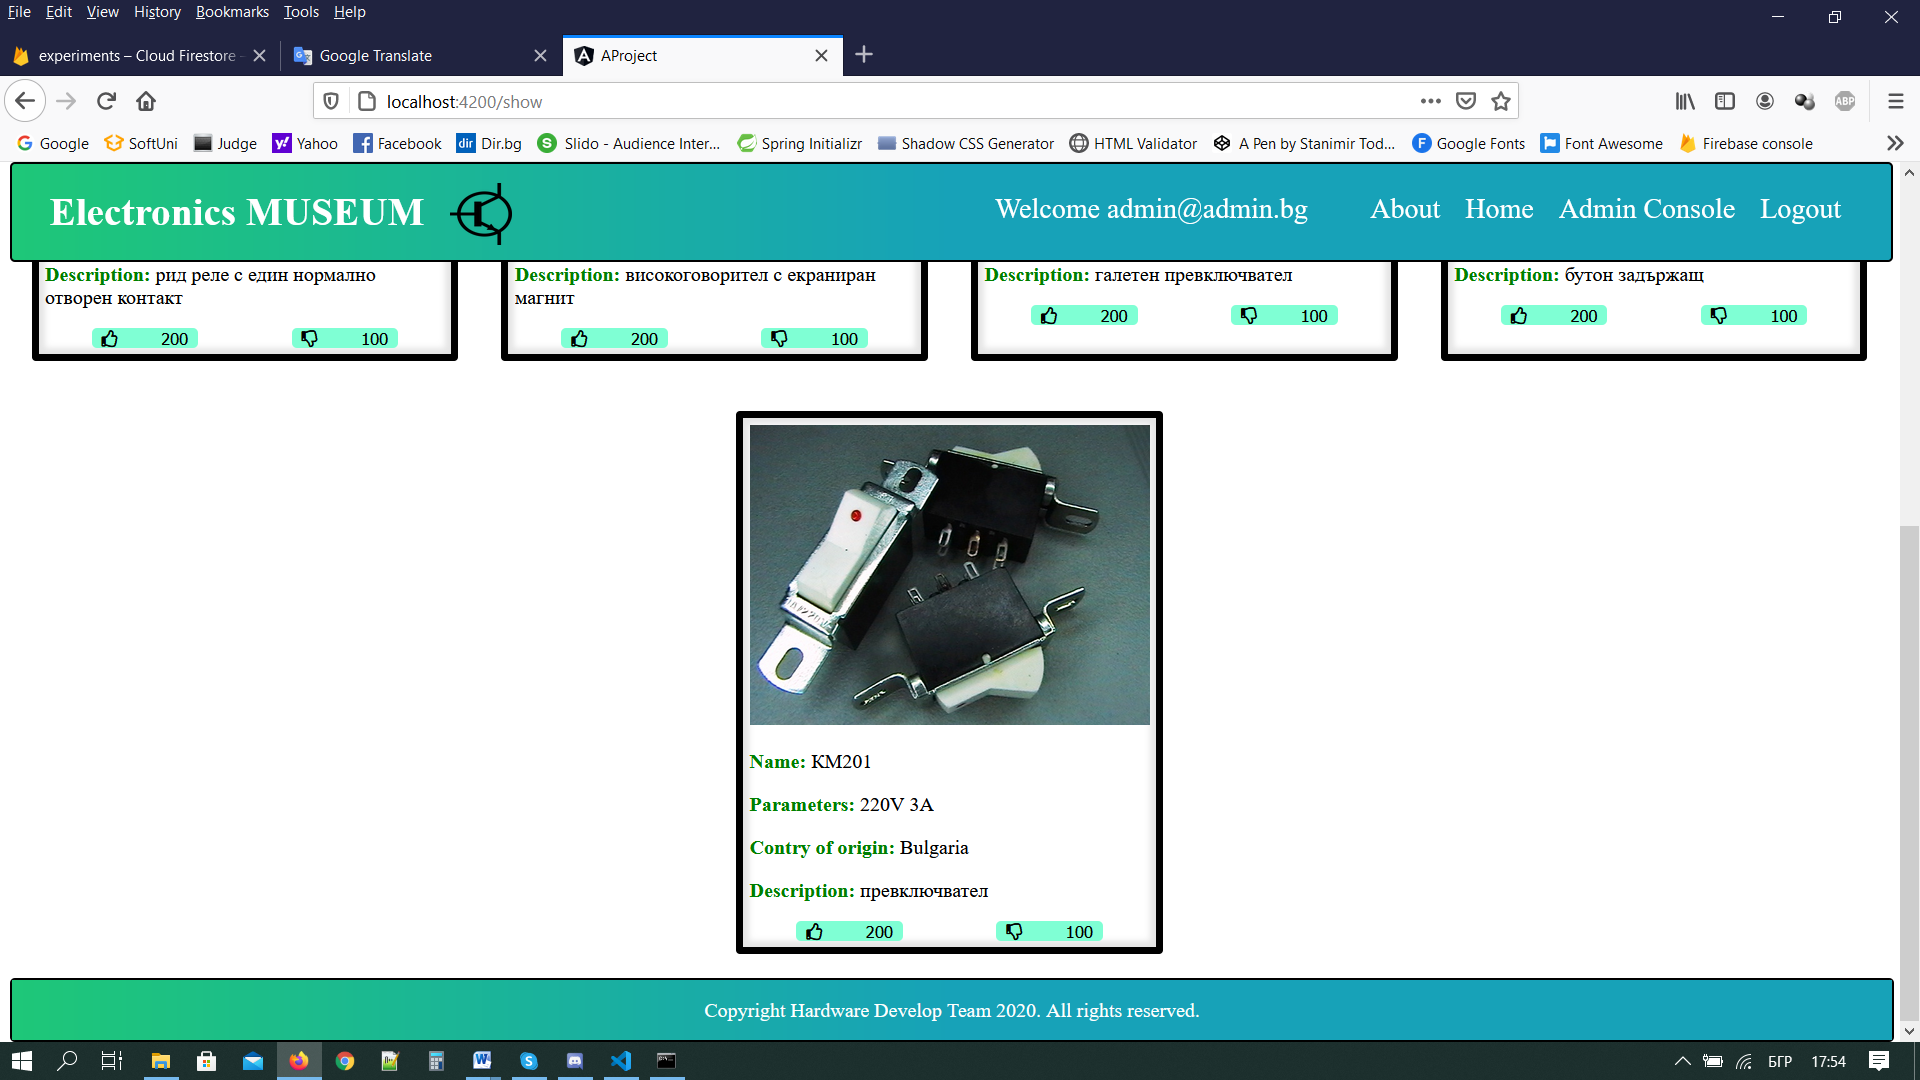 File Edit View History Bookmarks Tools Help
experiments – Cloud Firestore - Google Translate AProject
localhost:4200/show
Google SoftUni Judge Yahoo Facebook Dir.bg Slido - Audience Inter... Spring Initializr Shadow CSS Generator HTML Validator A Pen by Stanimir Tod... Google Fonts Font Awesome Firebase console
Electronics MUSEUM Welcome admin@admin.bg About Home Admin Console Logout
Description: рид реле с един нормално
отворен контакт
200 100
Description: високоговорител с екраниран
магнит
200 100
Description: галетен превключвател
200 100
Description: бутон задържащ
200 100
Name: КМ201
Parameters: 220V 3A
Contry of origin: Bulgaria
Description: превключвател
200 100
Copyright Hardware Develop Team 2020. All rights reserved.
БГР 17:54